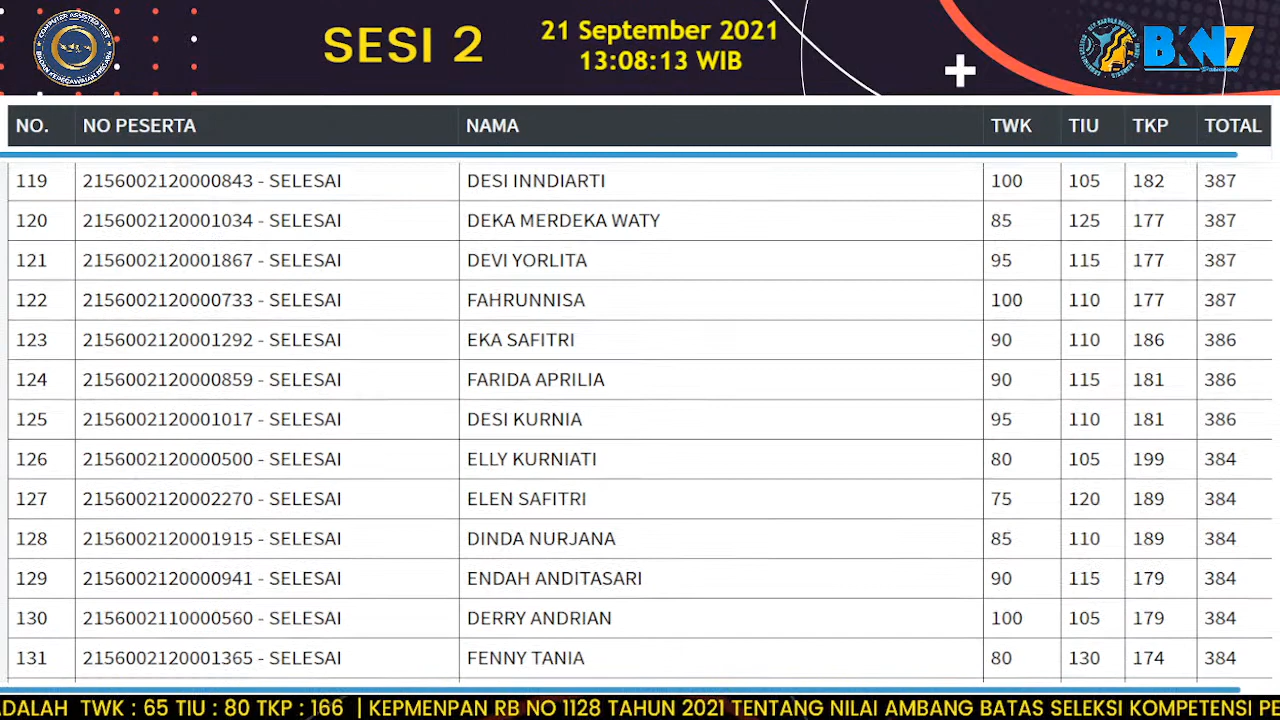 COMPUTER ASSISTED TEST
BADAN KEPEGAWAIAN NEGARA
SESI 2
21 September 2021
13:08:13 WIB
BKN7
NO. NO PESERTA NAMA TWK TIU TKP TOTAL
119 2156002120000843 - SELESAI DESI INNDIARTI 100 105 182 387
120 2156002120001034 - SELESAI DEKA MERDEKA WATY 85 125 177 387
121 2156002120001867 - SELESAI DEVI YORLITA 95 115 177 387
122 2156002120000733 - SELESAI FAHRUNNISA 100 110 177 387
123 2156002120001292 - SELESAI EKA SAFITRI 90 110 186 386
124 2156002120000859 - SELESAI FARIDA APRILIA 90 115 181 386
125 2156002120001017 - SELESAI DESI KURNIA 95 110 181 386
126 2156002120000500 - SELESAI ELLY KURNIATI 80 105 199 384
127 2156002120002270 - SELESAI ELEN SAFITRI 75 120 189 384
128 2156002120001915 - SELESAI DINDA NURJANA 85 110 189 384
129 2156002120000941 - SELESAI ENDAH ANDITASARI 90 115 179 384
130 2156002110000560 - SELESAI DERRY ANDRIAN 100 105 179 384
131 2156002120001365 - SELESAI FENNY TANIA 80 130 174 384
ADALAH TWK : 65 TIU : 80 TKP : 166 | KEPMENPAN RB NO 1128 TAHUN 2021 TENTANG NILAI AMBANG BATAS SELEKSI KOMPETENSI PE